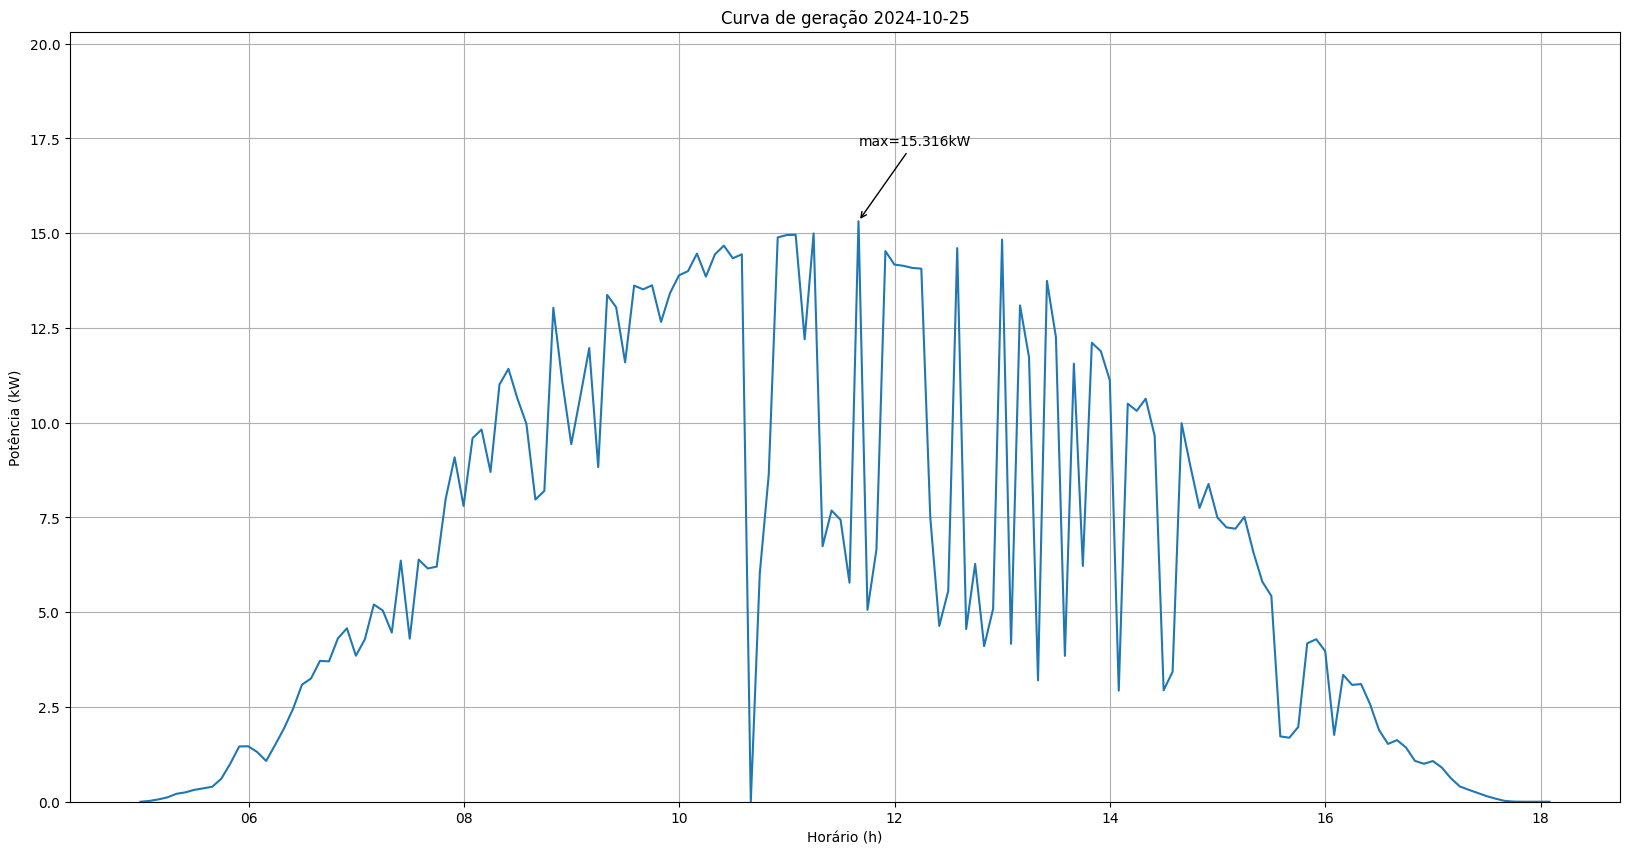 Curva de geração 2024-10-25
20.0
17.5
max=15.316kW
15.0
12.5
10.0
7.5
5.0
2.5
0.0
Potência (kW)
06 08 10 12 14 16 18
Horário (h)